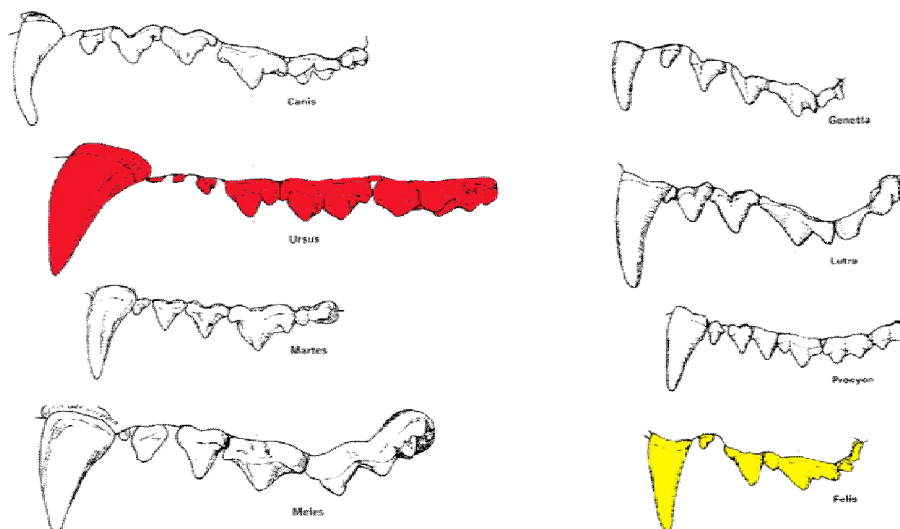 Canis
Genetta
Ursus
Lutra
Martes
Procyon
Meles
Felis